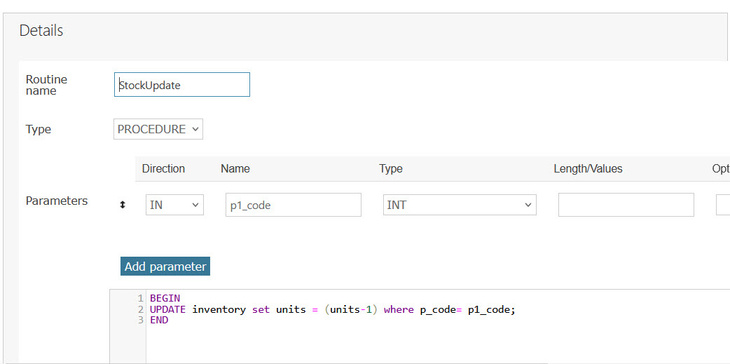 Details
Routine name
StockUpdate
Type
PROCEDURE
Direction Name Type Length/Values Opt
Parameters IN p1_code INT
Add parameter
1 BEGIN
2 UPDATE inventory set units = (units-1) where p_code= p1_code;
3 END